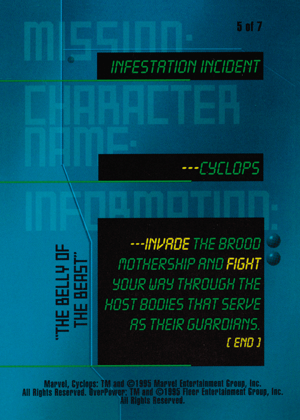 5 of 7
MISSION:
INFESTATION INCIDENT
CHARACTER
NAME:
---CYCLOPS
INFORMATION:
"THE BELLY OF
THE BEAST"
---INVADE THE BROOD
MOTHERSHIP AND FIGHT
YOUR WAY THROUGH THE
HOST BODIES THAT SERVE
AS THEIR GUARDIANS.
(END)
Marvel, Cyclops: TM and ©1995 Marvel Entertainment Group, Inc.
All Rights Reserved. OverPower: TM and ©1995 Fleer Entertainment Group, Inc.
All Rights Reserved.